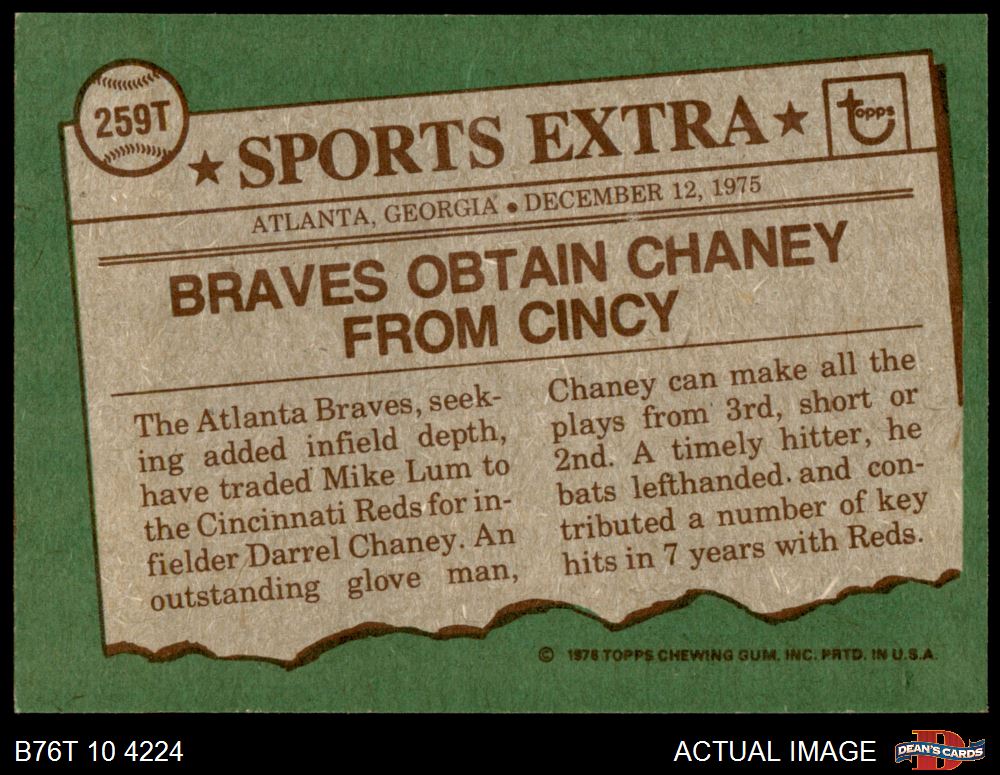 259T
★ SPORTS EXTRA ★
topps
ATLANTA, GEORGIA • DECEMBER 12, 1975
BRAVES OBTAIN CHANEY
FROM CINCY
The Atlanta Braves, seek-
ing added infield depth,
have traded Mike Lum to
the Cincinnati Reds for in-
fielder Darrel Chaney. An
outstanding glove man,
Chaney can make all the
plays from 3rd, short or
2nd. A timely hitter, he
bats lefthanded and con-
tributed a number of key
hits in 7 years with Reds.
© 1976 TOPPS CHEWING GUM, INC. PRTD. IN U.S.A.
B76T 10 4224
ACTUAL IMAGE
D
DEAN'S CARDS